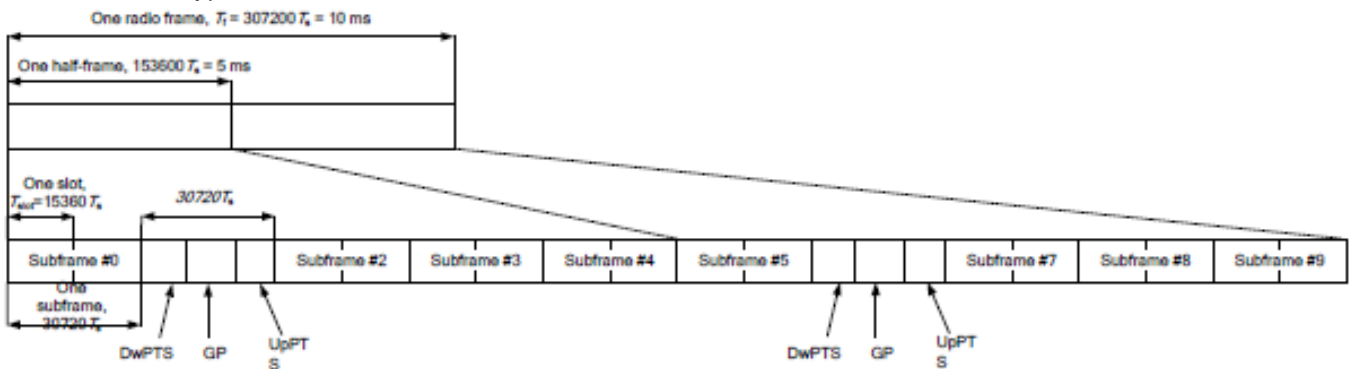 One radio frame, Tf = 307200 Ts = 10 ms
One half-frame, 153600 Ts = 5 ms
One slot,
Tslot=15360 Ts
30720Ts
Subframe #0
Subframe #2
Subframe #3
Subframe #4
Subframe #5
Subframe #7
Subframe #8
Subframe #9
One
subframe,
30720 Ts
DwPTS
GP
UpPT
S
DwPTS
GP
UpPT
S